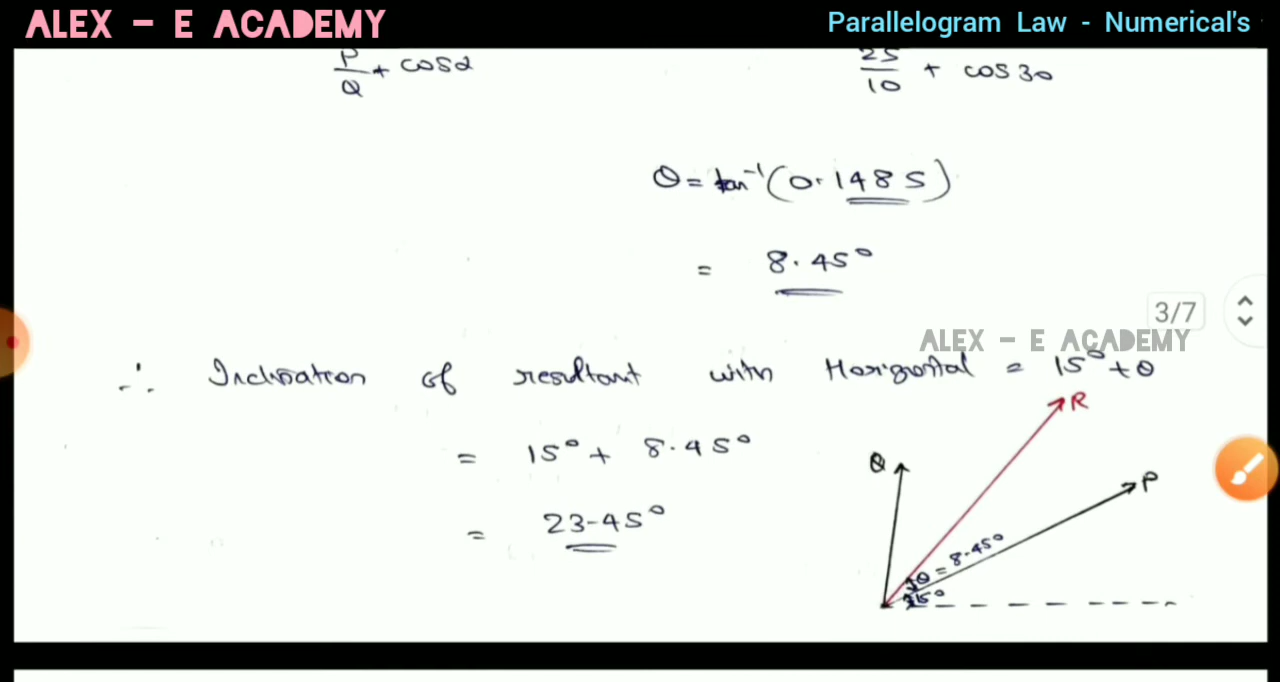 ALEX - E ACADEMY
Parallelogram Law - Numerical's
P/Q + cosα
25/10 + cos 30
θ = tan⁻¹(0.1485)
= 8.45°
3/7
ALEX - E ACADEMY
∴ Inclination of resultant with Horizontal = 15° + θ
= 15° + 8.45°
= 23.45°
R
Q
P
θ = 8.45°
15°